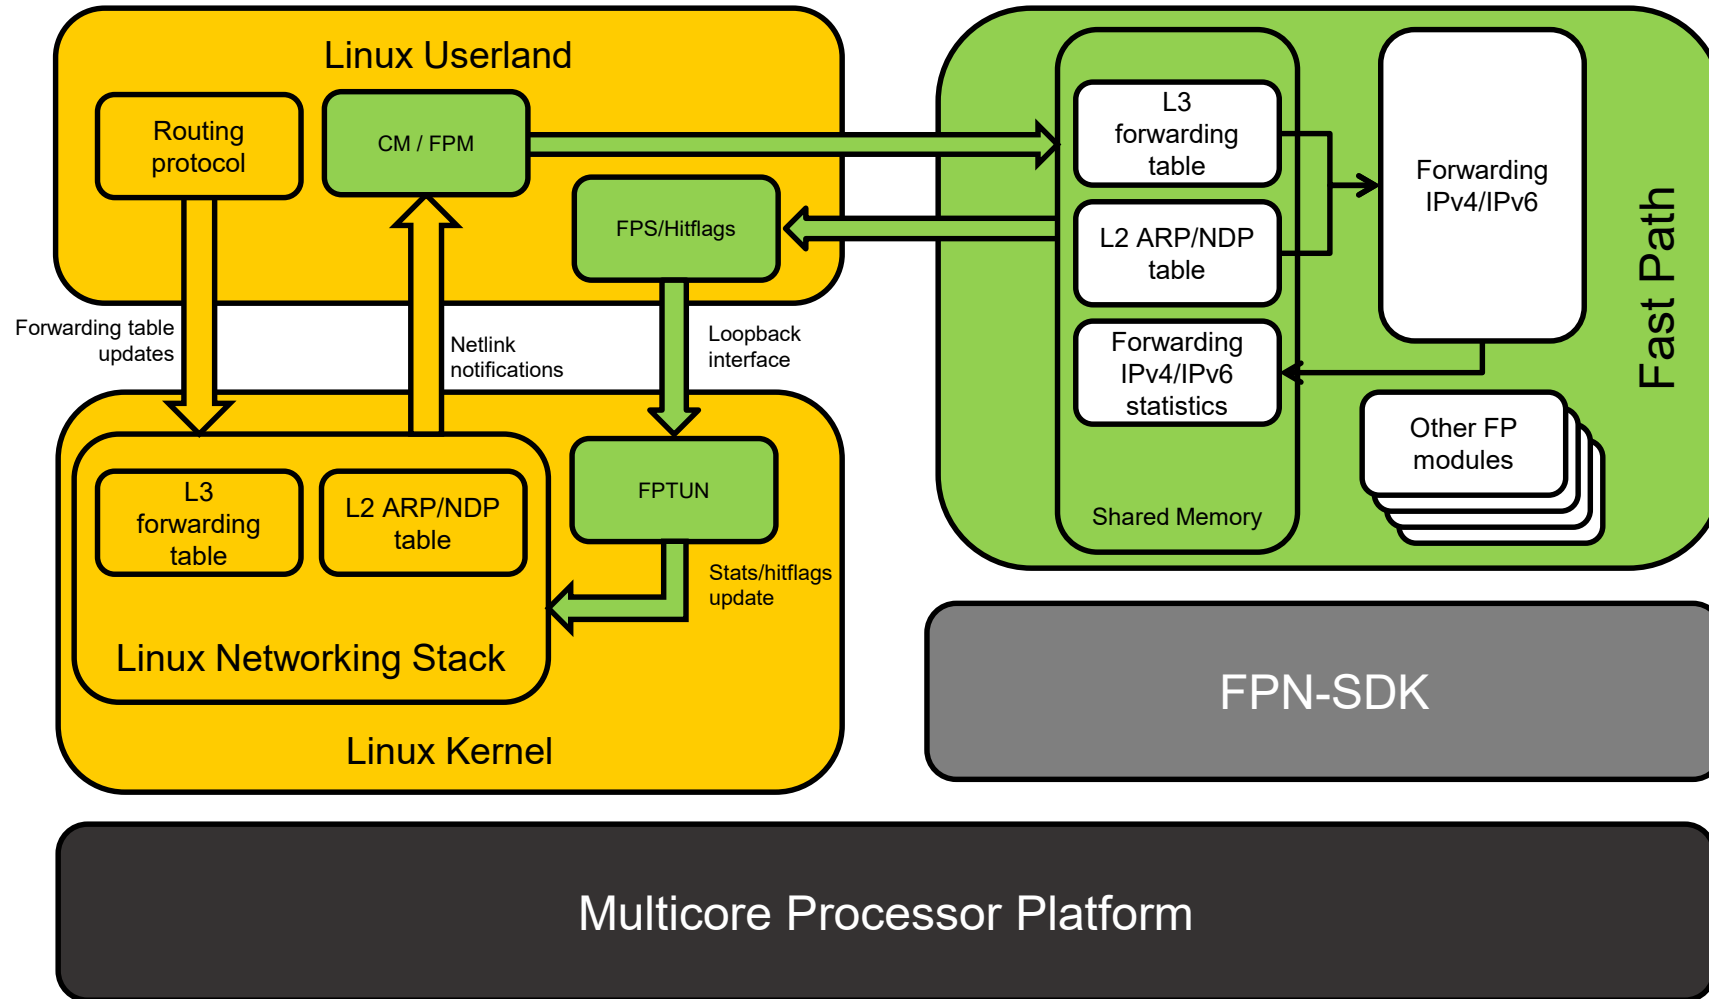 Linux Userland
Routing
protocol
CM / FPM
FPS/Hitflags
Forwarding table
updates
Netlink
notifications
Loopback
interface
L3
forwarding
table
L2 ARP/NDP
table
FPTUN
Stats/hitflags
update
Linux Networking Stack
Linux Kernel
L3
forwarding
table
L2 ARP/NDP
table
Forwarding
IPv4/IPv6
statistics
Shared Memory
Forwarding
IPv4/IPv6
Other FP
modules
Fast Path
FPN-SDK
Multicore Processor Platform